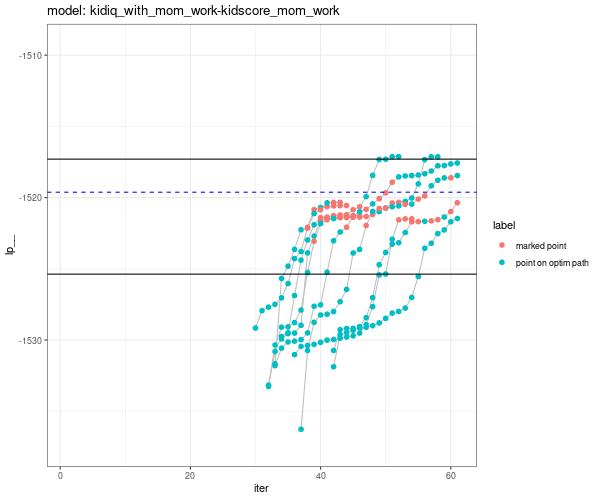 model: kidiq_with_mom_work-kidscore_mom_work
-1510
-1520
-1530
lp__
0
20
40
60
iter
label
marked point
point on optim path